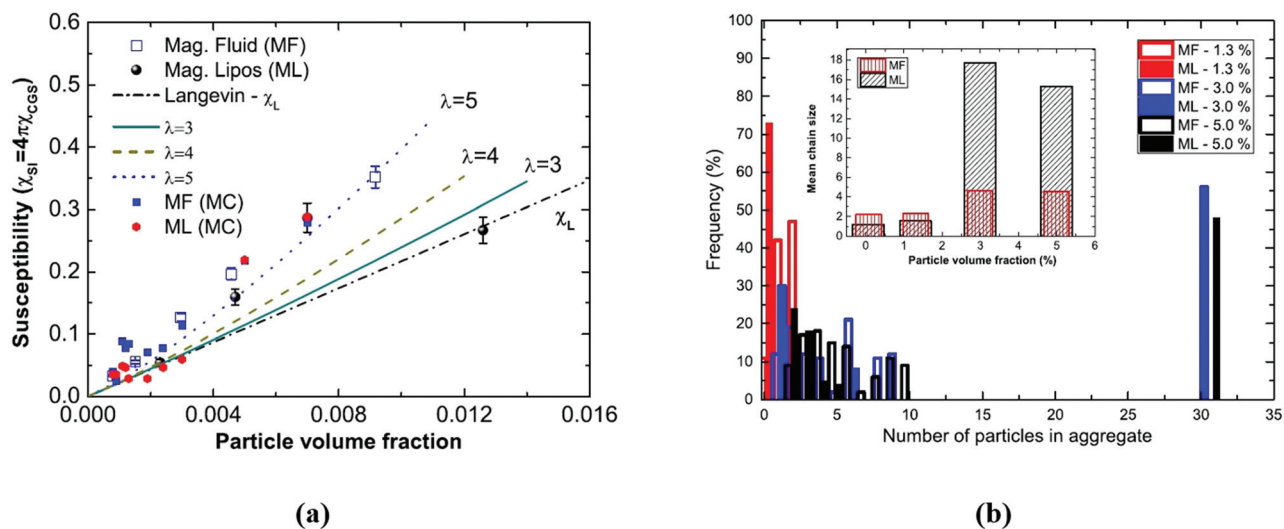 0.6
0.5
0.4
0.3
0.2
0.1
0.0
Susceptibility (χSI =4πχCGS)
Mag. Fluid (MF)
Mag. Lipos (ML)
Langevin - χL
λ=3
λ=4
λ=5
MF (MC)
ML (MC)
λ=5
λ=4
λ=3
χL
0.000 0.004 0.008 0.012 0.016
Particle volume fraction
(a)
100
90
80
70
60
50
40
30
20
10
0
Frequency (%)
MF - 1.3 %
ML - 1.3 %
MF - 3.0 %
ML - 3.0 %
MF - 5.0 %
ML - 5.0 %
18
16
14
12
10
8
6
4
2
0
Mean chain size
MF
ML
0 1 2 3 4 5 6
Particle volume fraction (%)
0 5 10 15 20 25 30 35
Number of particles in aggregate
(b)